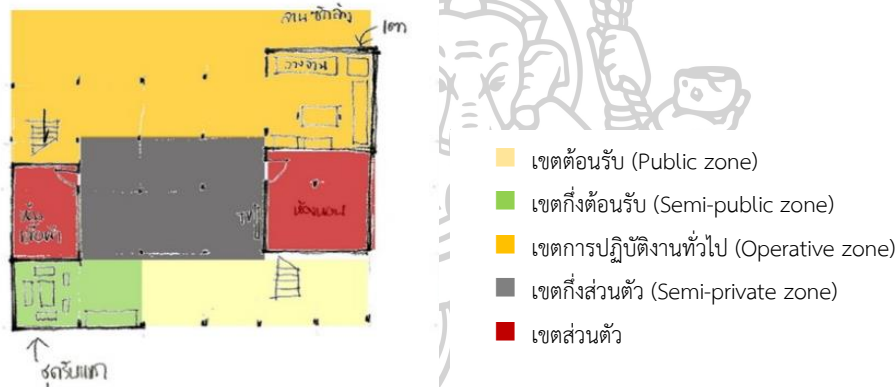 ลานซักล้าง
เตา
วางจาน
ห้องนอน
ชุดรับแขก
เขตต้อนรับ (Public zone)
เขตกึ่งต้อนรับ (Semi-public zone)
เขตการปฏิบัติงานทั่วไป (Operative zone)
เขตกึ่งส่วนตัว (Semi-private zone)
เขตส่วนตัว